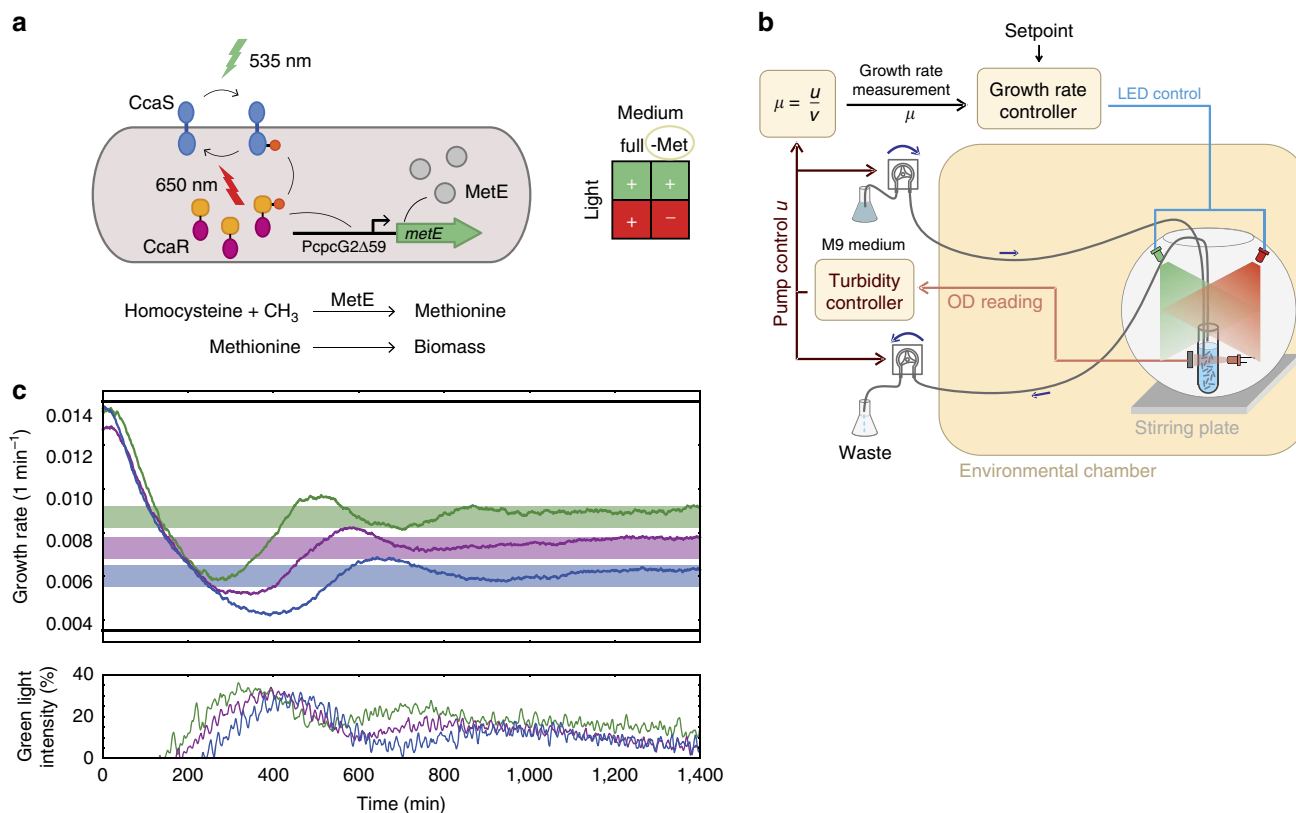 a
535 nm
CcaS
650 nm
CcaR
PcpcG2Δ59
metE
MetE
Medium
full -Met
Light
+ +
+ −
Homocysteine + CH3 MetE Methionine
Methionine Biomass
b
Setpoint
μ = u/v
Growth rate
measurement
μ
Growth rate
controller
LED control
Pump control u
M9 medium
Turbidity
controller
OD reading
Waste
Stirring plate
Environmental chamber
c
Growth rate (1 min−1)
0.014
0.012
0.010
0.008
0.006
0.004
Green light
intensity (%)
40
20
0
0 200 400 600 800 1,000 1,200 1,400
Time (min)